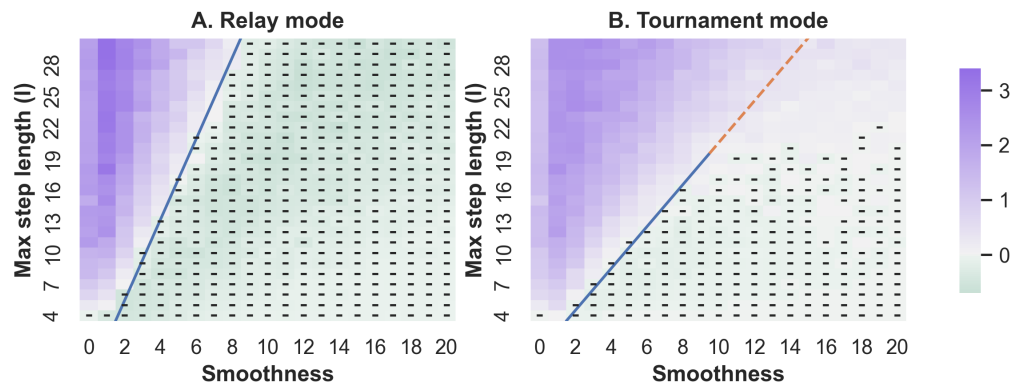 A. Relay mode
B. Tournament mode
Max step length (l)
28
25
22
19
16
13
10
7
4
0 2 4 6 8 10 12 14 16 18 20
Smoothness
Max step length (l)
28
25
22
19
16
13
10
7
4
0 2 4 6 8 10 12 14 16 18 20
Smoothness
3
2
1
0